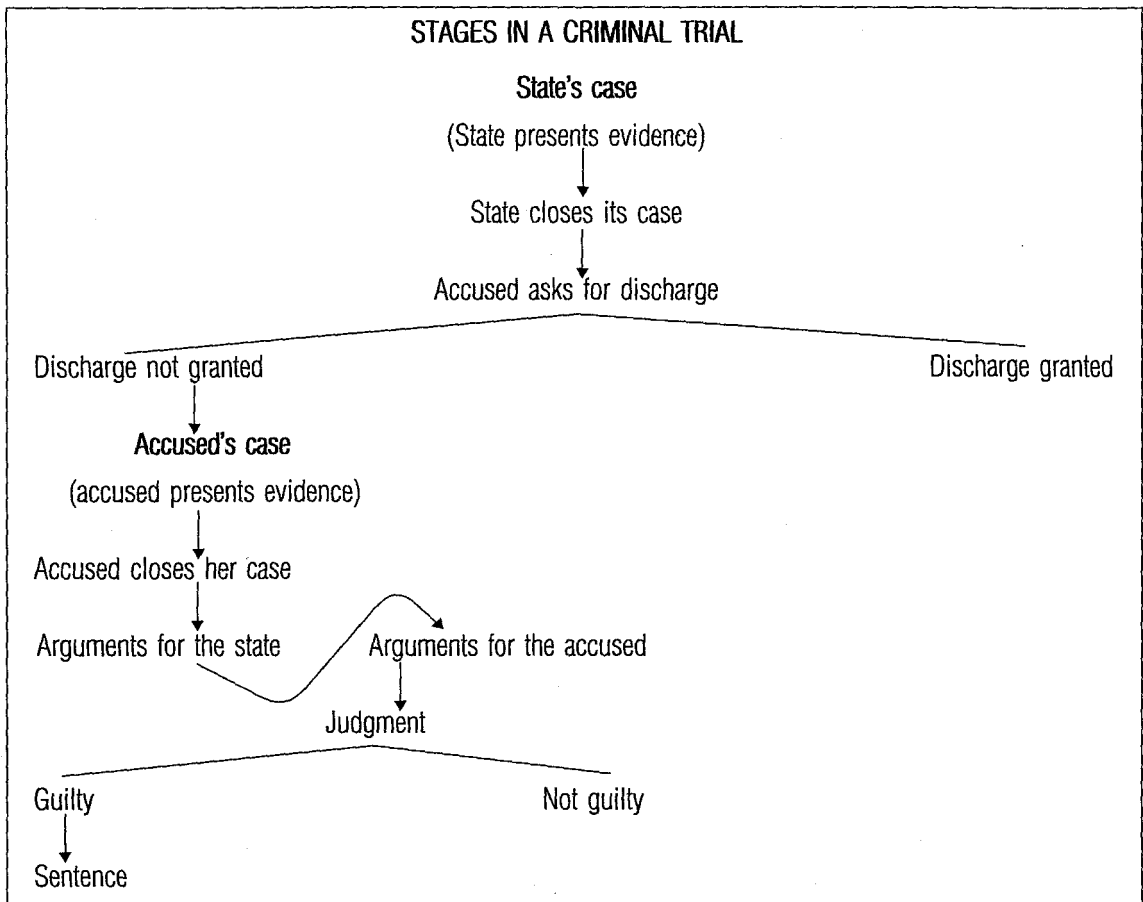 STAGES IN A CRIMINAL TRIAL
State's case
(State presents evidence)
State closes its case
Accused asks for discharge
Discharge not granted
Discharge granted
Accused's case
(accused presents evidence)
Accused closes her case
Arguments for the state
Arguments for the accused
Judgment
Guilty
Not guilty
Sentence